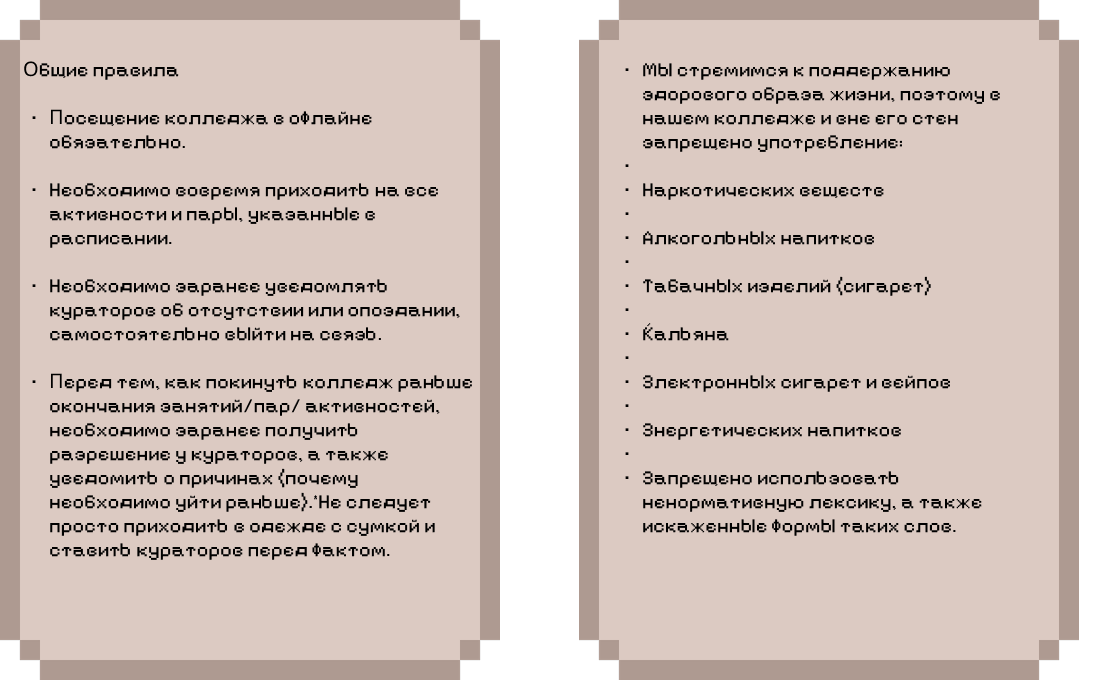 Общие правила
· Посещение колледжа в офлайне
обязательно.
· Необходимо вовремя приходить на все
активности и пары, указанные в
расписании.
· Необходимо заранее уведомлять
кураторов об отсутствии или опоздании,
самостоятельно выйти на связь.
· Перед тем, как покинуть колледж раньше
окончания занятий/пар/ активностей,
необходимо заранее получить
разрешение у кураторов, а также
уведомить о причинах (почему
необходимо уйти раньше).*Не следует
просто приходить в одежде с сумкой и
ставить кураторов перед фактом.
· Мы стремимся к поддержанию
здорового образа жизни, поэтому в
нашем колледже и вне его стен
запрещено употребление:
·
· Наркотических веществ
·
· Алкогольных напитков
·
· Табачных изделий (сигарет)
·
· Кальяна
·
· Электронных сигарет и вейпов
·
· Энергетических напитков
·
· Запрещено использовать
ненормативную лексику, а также
искаженные формы таких слов.